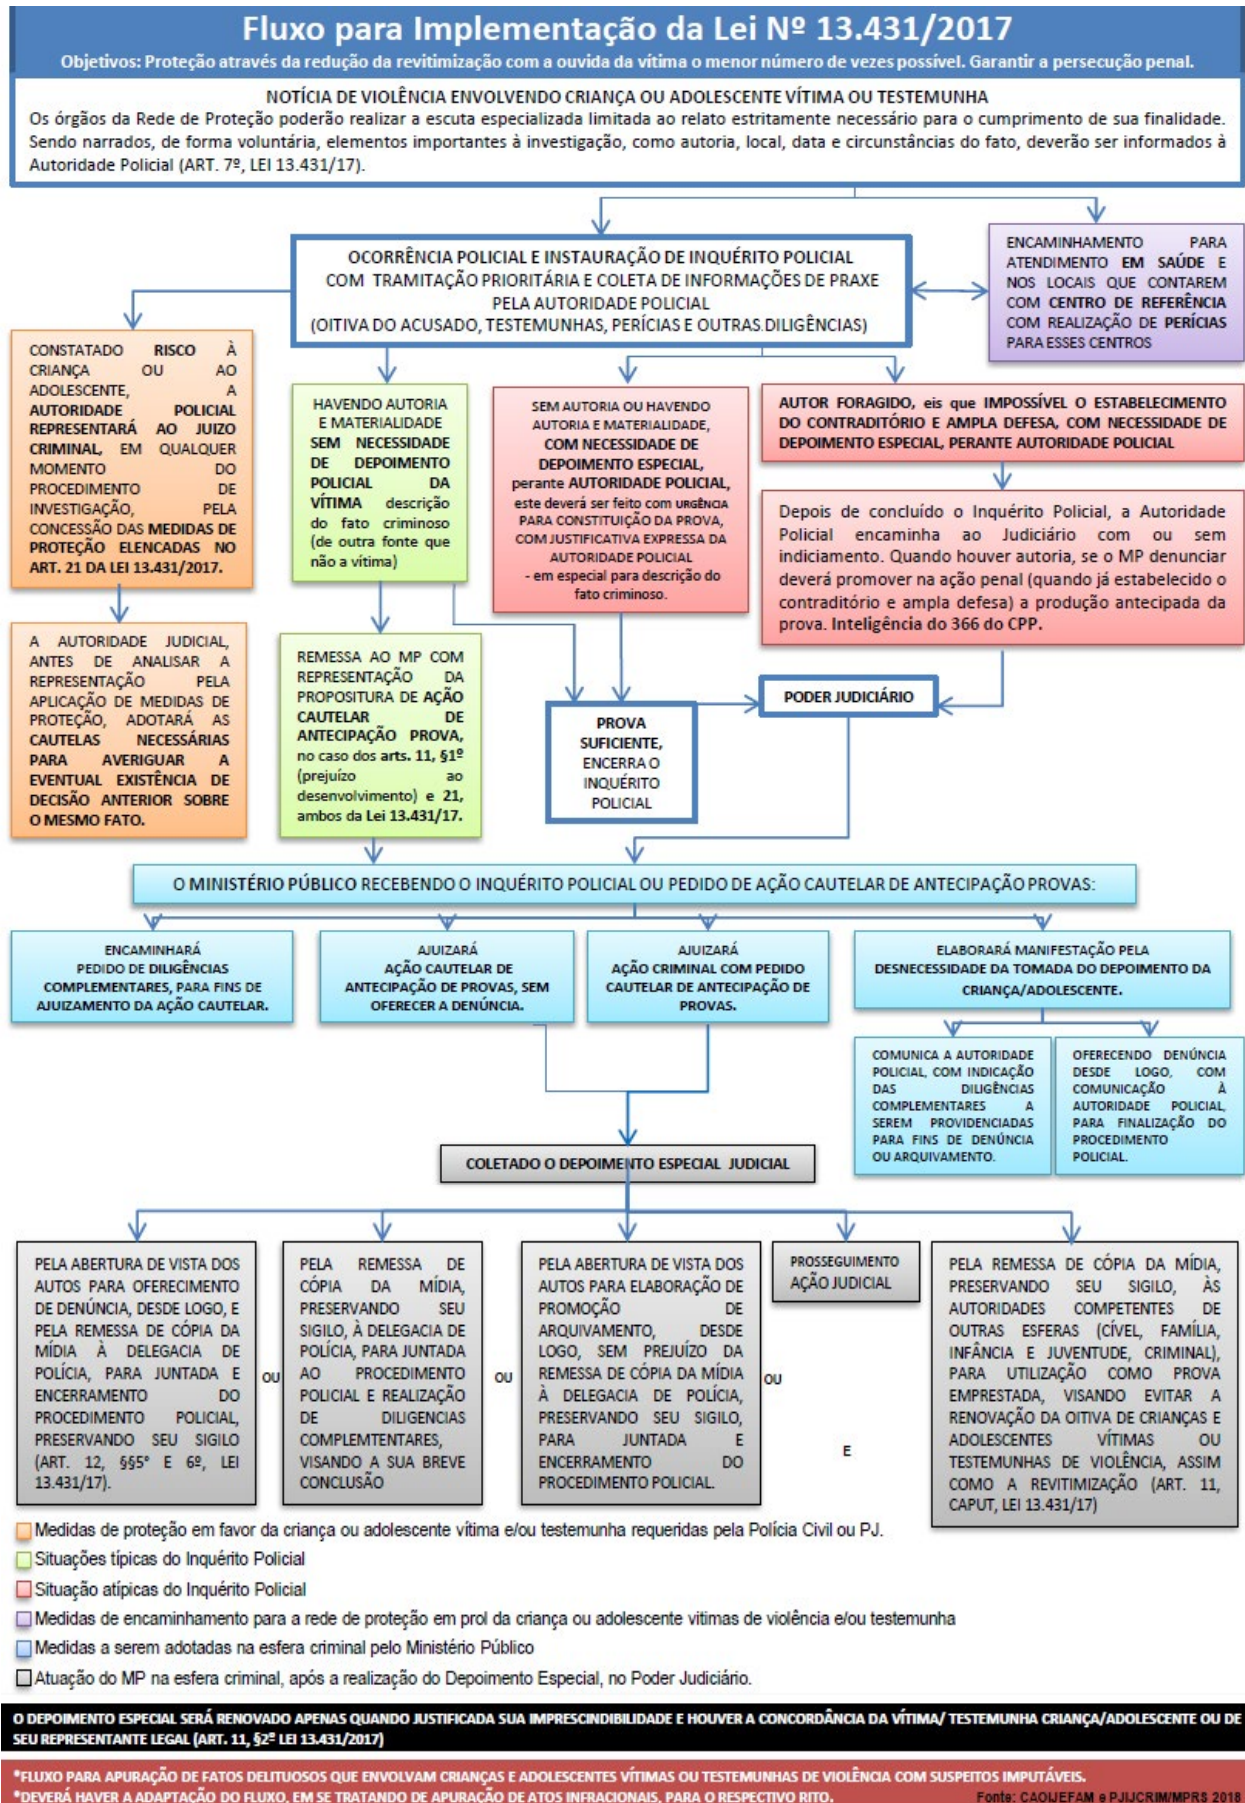 Fluxo para Implementação da Lei Nº 13.431/2017
Objetivos: Proteção através da redução da revitimização com a ouvida da vítima o menor número de vezes possível. Garantir a persecução penal.
NOTÍCIA DE VIOLÊNCIA ENVOLVENDO CRIANÇA OU ADOLESCENTE VÍTIMA OU TESTEMUNHA
Os órgãos da Rede de Proteção poderão realizar a escuta especializada limitada ao relato estritamente necessário para o cumprimento de sua finalidade.
Sendo narrados, de forma voluntária, elementos importantes à investigação, como autoria, local, data e circunstâncias do fato, deverão ser informados à
Autoridade Policial (ART. 7º, LEI 13.431/17).
OCORRÊNCIA POLICIAL E INSTAURAÇÃO DE INQUÉRITO POLICIAL
COM TRAMITAÇÃO PRIORITÁRIA E COLETA DE INFORMAÇÕES DE PRAXE
PELA AUTORIDADE POLICIAL
(OITIVA DO ACUSADO, TESTEMUNHAS, PERÍCIAS E OUTRAS.DILIGÊNCIAS)
ENCAMINHAMENTO PARA
ATENDIMENTO EM SAÚDE E
NOS LOCAIS QUE CONTAREM
COM CENTRO DE REFERÊNCIA
COM REALIZAÇÃO DE PERÍCIAS
PARA ESSES CENTROS
CONSTATADO RISCO À
CRIANÇA OU AO
ADOLESCENTE, A
AUTORIDADE POLICIAL
REPRESENTARÁ AO JUIZO
CRIMINAL, EM QUALQUER
MOMENTO DO
PROCEDIMENTO DE
INVESTIGAÇÃO, PELA
CONCESSÃO DAS MEDIDAS DE
PROTEÇÃO ELENCADAS NO
ART. 21 DA LEI 13.431/2017.
HAVENDO AUTORIA
E MATERIALIDADE
SEM NECESSIDADE
DE DEPOIMENTO
POLICIAL DA
VÍTIMA descrição
do fato criminoso
(de outra fonte que
não a vítima)
SEM AUTORIA OU HAVENDO
AUTORIA E MATERIALIDADE,
COM NECESSIDADE DE
DEPOIMENTO ESPECIAL,
perante AUTORIDADE POLICIAL,
este deverá ser feito com URGÊNCIA
PARA CONSTITUIÇÃO DA PROVA,
COM JUSTIFICATIVA EXPRESSA DA
AUTORIDADE POLICIAL
- em especial para descrição do
fato criminoso.
AUTOR FORAGIDO, eis que IMPOSSÍVEL O ESTABELECIMENTO
DO CONTRADITÓRIO E AMPLA DEFESA, COM NECESSIDADE DE
DEPOIMENTO ESPECIAL, PERANTE AUTORIDADE POLICIAL
Depois de concluído o Inquérito Policial, a Autoridade
Policial encaminha ao Judiciário com ou sem
indiciamento. Quando houver autoria, se o MP denunciar
deverá promover na ação penal (quando já estabelecido o
contraditório e ampla defesa) a produção antecipada da
prova. Inteligência do 366 do CPP.
A AUTORIDADE JUDICIAL,
ANTES DE ANALISAR A
REPRESENTAÇÃO PELA
APLICAÇÃO DE MEDIDAS DE
PROTEÇÃO, ADOTARÁ AS
CAUTELAS NECESSÁRIAS
PARA AVERIGUAR A
EVENTUAL EXISTÊNCIA DE
DECISÃO ANTERIOR SOBRE
O MESMO FATO.
REMESSA AO MP COM
REPRESENTAÇÃO DA
PROPOSITURA DE AÇÃO
CAUTELAR DE
ANTECIPAÇÃO PROVA,
no caso dos arts. 11, §1º
(prejuízo ao
desenvolvimento) e 21,
ambos da Lei 13.431/17.
PROVA
SUFICIENTE,
ENCERRA O
INQUÉRITO
POLICIAL
PODER JUDICIÁRIO
O MINISTÉRIO PÚBLICO RECEBENDO O INQUÉRITO POLICIAL OU PEDIDO DE AÇÃO CAUTELAR DE ANTECIPAÇÃO PROVAS:
ENCAMINHARÁ
PEDIDO DE DILIGÊNCIAS
COMPLEMENTARES, PARA FINS DE
AJUIZAMENTO DA AÇÃO CAUTELAR.
AJUIZARÁ
AÇÃO CAUTELAR DE
ANTECIPAÇÃO DE PROVAS, SEM
OFERECER A DENÚNCIA.
AJUIZARÁ
AÇÃO CRIMINAL COM PEDIDO
CAUTELAR DE ANTECIPAÇÃO DE
PROVAS.
ELABORARÁ MANIFESTAÇÃO PELA
DESNECESSIDADE DA TOMADA DO DEPOIMENTO DA
CRIANÇA/ADOLESCENTE.
COMUNICA A AUTORIDADE
POLICIAL, COM INDICAÇÃO
DAS DILIGÊNCIAS
COMPLEMENTARES A
SEREM PROVIDENCIADAS
PARA FINS DE DENÚNCIA
OU ARQUIVAMENTO.
OFERECENDO DENÚNCIA
DESDE LOGO, COM
COMUNICAÇÃO À
AUTORIDADE POLICIAL,
PARA FINALIZAÇÃO DO
PROCEDIMENTO
POLICIAL.
COLETADO O DEPOIMENTO ESPECIAL JUDICIAL
PELA ABERTURA DE VISTA DOS
AUTOS PARA OFERECIMENTO
DE DENÚNCIA, DESDE LOGO, E
PELA REMESSA DE CÓPIA DA
MÍDIA À DELEGACIA DE
POLÍCIA, PARA JUNTADA E
ENCERRAMENTO DO
PROCEDIMENTO POLICIAL,
PRESERVANDO SEU SIGILO
(ART. 12, §§5° E 6º, LEI
13.431/17).
OU
PELA REMESSA DE
CÓPIA DA MÍDIA,
PRESERVANDO SEU
SIGILO, À DELEGACIA DE
POLÍCIA, PARA JUNTADA
AO PROCEDIMENTO
POLICIAL E REALIZAÇÃO
DE DILIGENCIAS
COMPLEMTENTARES,
VISANDO A SUA BREVE
CONCLUSÃO
OU
PELA ABERTURA DE VISTA DOS
AUTOS PARA ELABORAÇÃO DE
PROMOÇÃO DE
ARQUIVAMENTO, DESDE
LOGO, SEM PREJUÍZO DA
REMESSA DE CÓPIA DA MÍDIA
À DELEGACIA DE POLÍCIA,
PRESERVANDO SEU SIGILO,
PARA JUNTADA E
ENCERRAMENTO DO
PROCEDIMENTO POLICIAL.
OU
PROSSEGUIMENTO
AÇÃO JUDICIAL
E
PELA REMESSA DE CÓPIA DA MÍDIA,
PRESERVANDO SEU SIGILO, ÀS
AUTORIDADES COMPETENTES DE
OUTRAS ESFERAS (CÍVEL, FAMÍLIA,
INFÂNCIA E JUVENTUDE, CRIMINAL),
PARA UTILIZAÇÃO COMO PROVA
EMPRESTADA, VISANDO EVITAR A
RENOVAÇÃO DA OITIVA DE CRIANÇAS E
ADOLESCENTES VÍTIMAS OU
TESTEMUNHAS DE VIOLÊNCIA, ASSIM
COMO A REVITIMIZAÇÃO (ART. 11,
CAPUT, LEI 13.431/17)
Medidas de proteção em favor da criança ou adolescente vítima e/ou testemunha requeridas pela Polícia Civil ou PJ.
Situações típicas do Inquérito Policial
Situação atípicas do Inquérito Policial
Medidas de encaminhamento para a rede de proteção em prol da criança ou adolescente vitimas de violência e/ou testemunha
Medidas a serem adotadas na esfera criminal pelo Ministério Público
Atuação do MP na esfera criminal, após a realização do Depoimento Especial, no Poder Judiciário.
O DEPOIMENTO ESPECIAL SERÁ RENOVADO APENAS QUANDO JUSTIFICADA SUA IMPRESCINDIBILIDADE E HOUVER A CONCORDÂNCIA DA VÍTIMA/ TESTEMUNHA CRIANÇA/ADOLESCENTE OU DE
SEU REPRESENTANTE LEGAL (ART. 11, §2º LEI 13.431/2017)
*FLUXO PARA APURAÇÃO DE FATOS DELITUOSOS QUE ENVOLVAM CRIANÇAS E ADOLESCENTES VÍTIMAS OU TESTEMUNHAS DE VIOLÊNCIA COM SUSPEITOS IMPUTÁVEIS.
*DEVERÁ HAVER A ADAPTAÇÃO DO FLUXO, EM SE TRATANDO DE APURAÇÃO DE ATOS INFRACIONAIS, PARA O RESPECTIVO RITO.
Fonte: CAOIJEFAM e PJIJCRIM/MPRS 2018